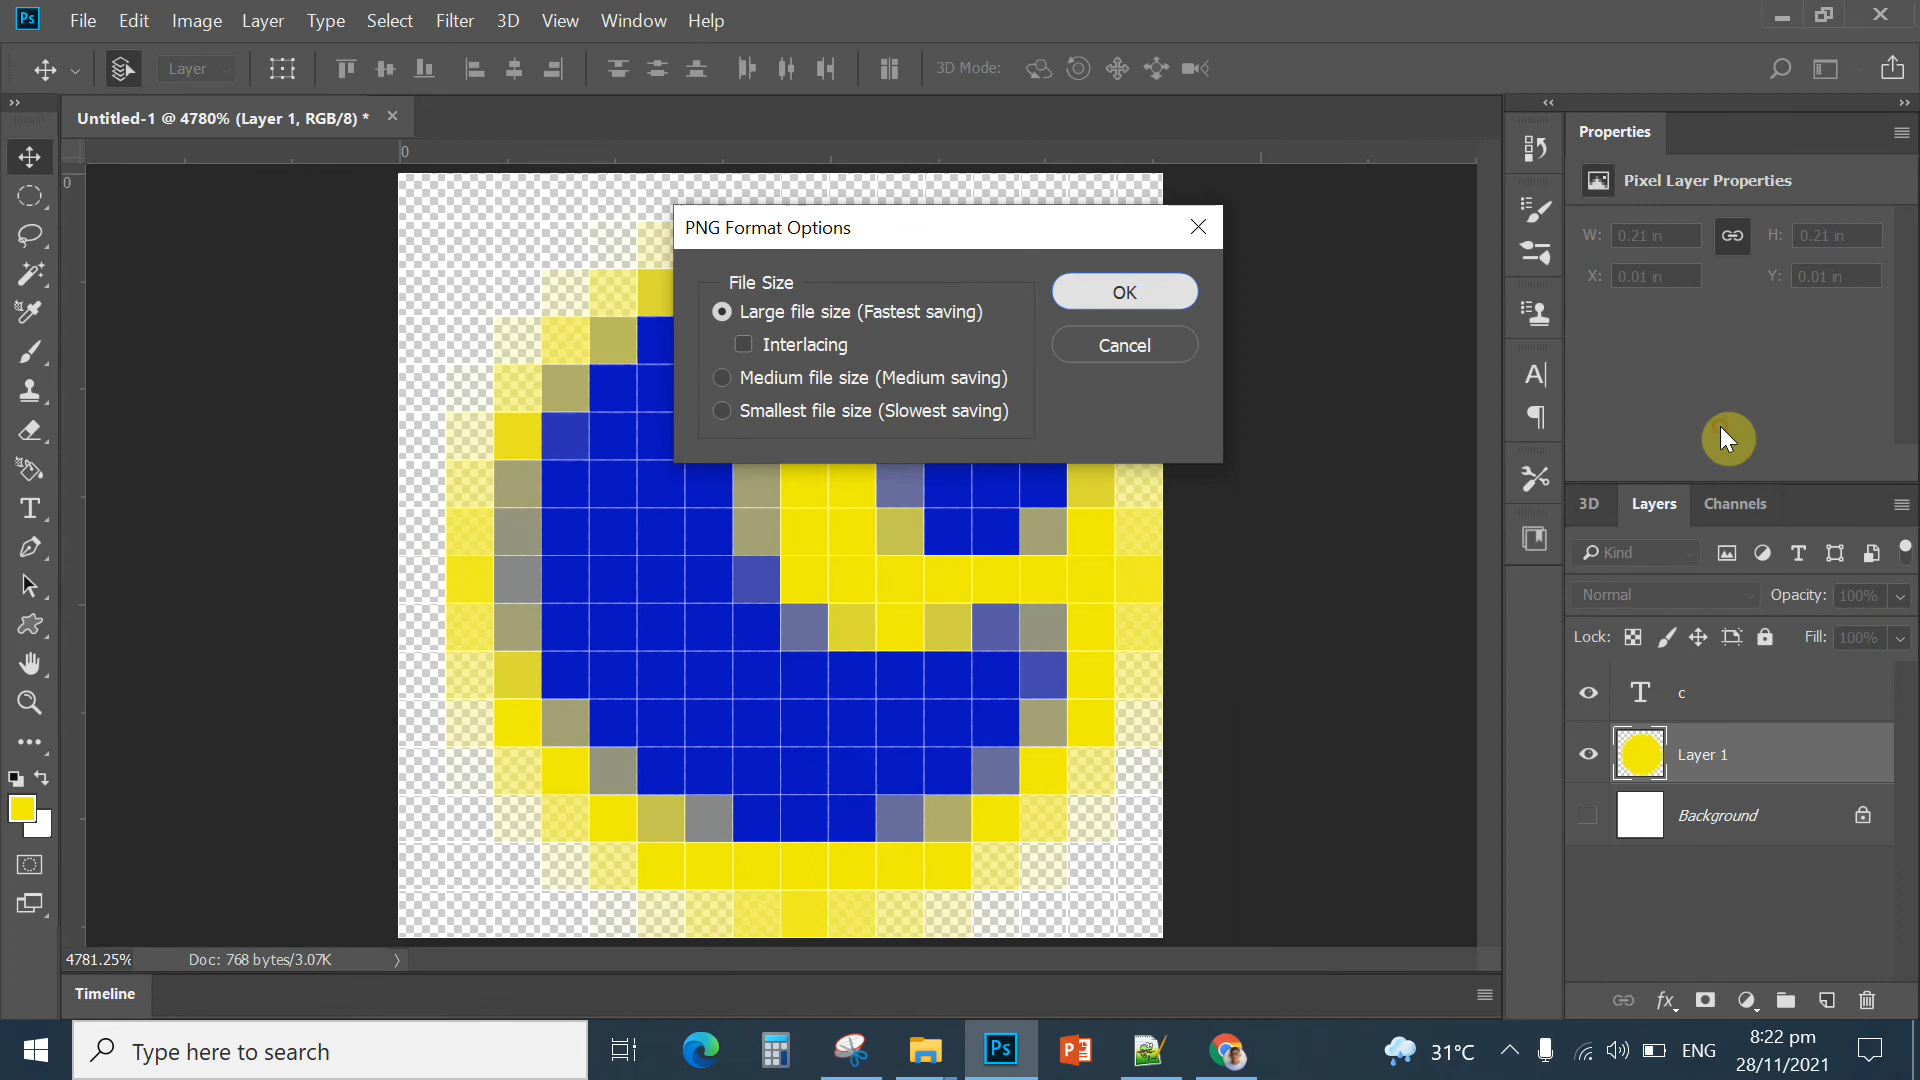 Ps File Edit Image Layer Type Select Filter 3D View Window Help
Layer 3D Mode:
Untitled-1 @ 4780% (Layer 1, RGB/8) *
0
0
PNG Format Options
File Size
Large file size (Fastest saving)
Interlacing
Medium file size (Medium saving)
Smallest file size (Slowest saving)
OK
Cancel
Properties
Pixel Layer Properties
W: 0.21 in H: 0.21 in
X: 0.01 in Y: 0.01 in
3D Layers Channels
Kind
Normal Opacity: 100%
Lock: Fill: 100%
c
Layer 1
Background
fx
4781.25% Doc: 768 bytes/3.07K
Timeline
Type here to search
Ps
31°C ENG
8:22 pm
28/11/2021